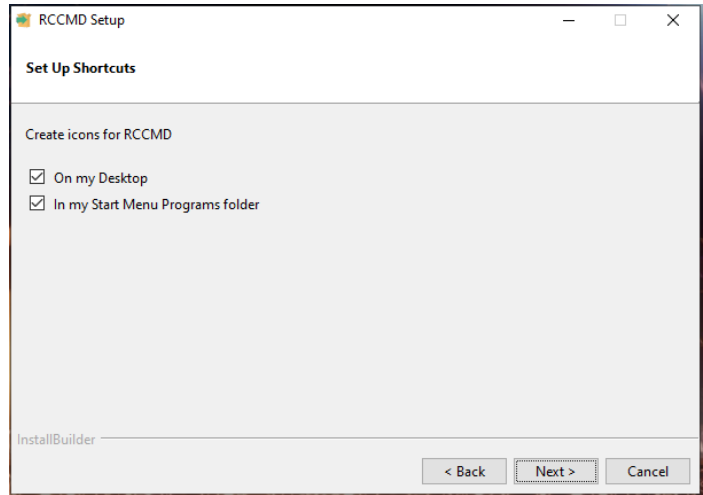 RCCMD Setup
Set Up Shortcuts
Create icons for RCCMD
On my Desktop
In my Start Menu Programs folder
InstallBuilder
< Back Next > Cancel